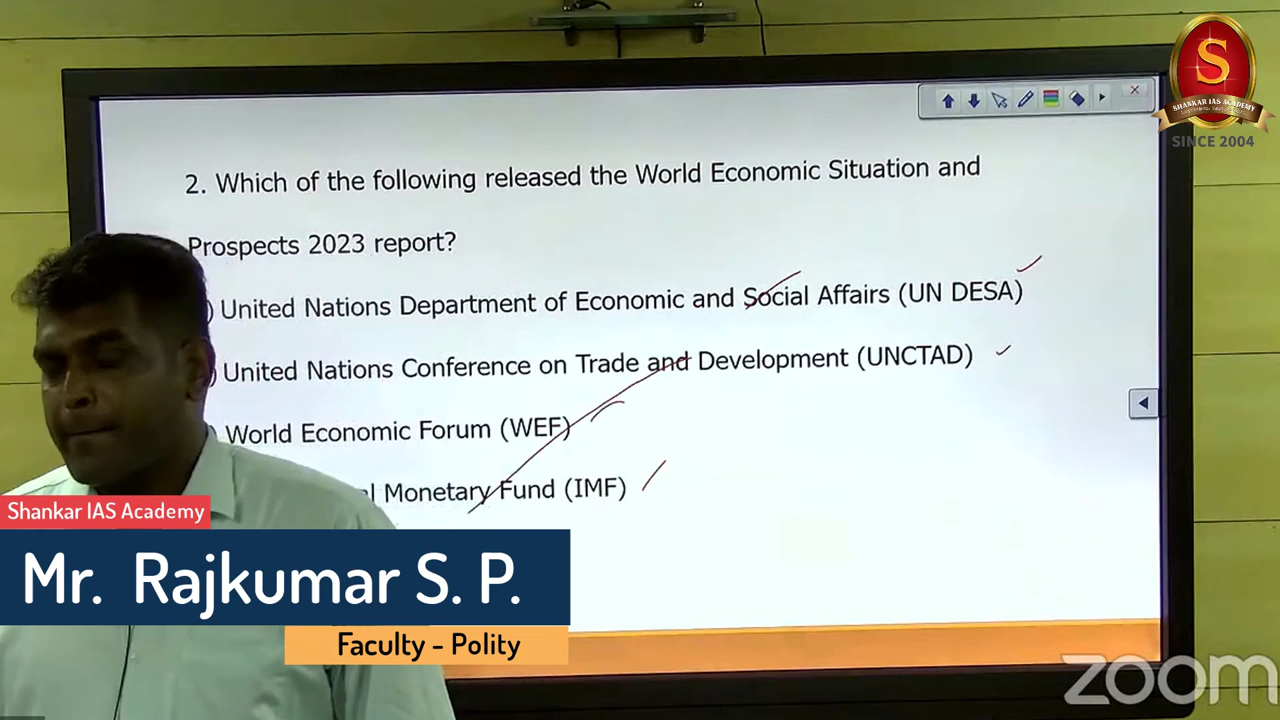 S
SHANKAR IAS ACADEMY
SINCE 2004
2. Which of the following released the World Economic Situation and
Prospects 2023 report?
) United Nations Department of Economic and Social Affairs (UN DESA)
) United Nations Conference on Trade and Development (UNCTAD)
) World Economic Forum (WEF)
Monetary Fund (IMF)
Shankar IAS Academy
Mr. Rajkumar S. P.
Faculty - Polity
zoom